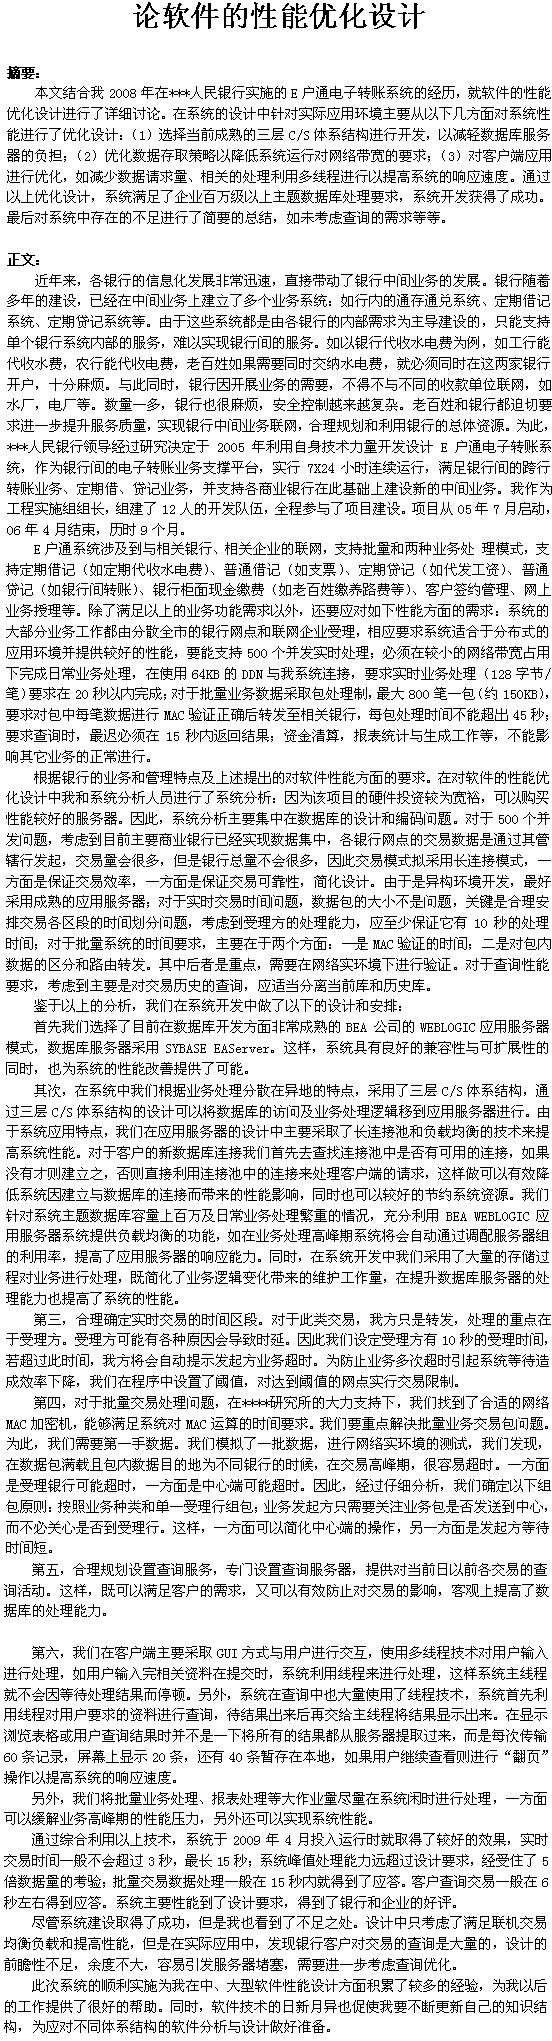 论软件的性能优化设计
摘要：
本文结合我 2008 年在***人民银行实施的 E 户通电子转账系统的经历，就软件的性能
优化设计进行了详细讨论。在系统的设计中针对实际应用环境主要从以下几方面对系统性
能进行了优化设计：（1）选择当前成熟的三层 C/S 体系结构进行开发，以减轻数据库服务
器的负担；（2）优化数据存取策略以降低系统运行对网络带宽的要求；（3）对客户端应用
进行优化，如减少数据请求量、相关的处理利用多线程进行以提高系统的响应速度。通过
以上优化设计，系统满足了企业百万级以上主题数据库处理要求，系统开发获得了成功。
最后对系统中存在的不足进行了简要的总结，如未考虑查询的需求等等。
正文：
近年来，各银行的信息化发展非常迅速，直接带动了银行中间业务的发展。银行随着
多年的建设，已经在中间业务上建立了多个业务系统：如行内的通存通兑系统、定期借记
系统、定期贷记系统等。由于这些系统都是由各银行的内部需求为主导建设的，只能支持
单个银行系统内部的服务，难以实现银行间的服务。如以银行代收水电费为例，如工行能
代收水费，农行能代收电费，老百姓如果需要同时交纳水电费，就必须同时在这两家银行
开户，十分麻烦。与此同时，银行因开展业务的需要，不得不与不同的收款单位联网，如
水厂，电厂等。数量一多，银行也很麻烦，安全控制越来越复杂。老百姓和银行都迫切要
求进一步提升服务质量，实现银行中间业务联网，合理规划和利用银行的总体资源。为此，
***人民银行领导经过研究决定于 2005 年利用自身技术力量开发设计 E 户通电子转账系
统，作为银行间的电子转账业务支撑平台，实行 7X24 小时连续运行，满足银行间的跨行
转账业务、定期借、贷记业务，并支持各商业银行在此基础上建设新的中间业务。我作为
工程实施组组长，组建了 12 人的开发队伍，全程参与了项目建设。项目从 05 年 7 月启动，
06 年 4 月结束，历时 9 个月。
E 户通系统涉及到与相关银行、相关企业的联网，支持批量和两种业务处 理模式，支
持定期借记（如定期代收水电费）、普通借记（如支票）、定期贷记（如代发工资）、普通
贷记（如银行间转账）、银行柜面现金缴费（如老百姓缴养路费等）、客户签约管理、网上
业务授理等。除了满足以上的业务功能需求以外，还要应对如下性能方面的需求：系统的
大部分业务工作都由分散全市的银行网点和联网企业受理，相应要求系统适合于分布式的
应用环境并提供较好的性能，要能支持 500 个并发实时处理；必须在较小的网络带宽占用
下完成日常业务处理，在使用 64KB 的 DDN 与我系统连接，要求实时业务处理（128 字节/
笔)要求在 20 秒以内完成；对于批量业务数据采取包处理制，最大 800 笔一包(约 150KB)，
要求对包中每笔数据进行 MAC 验证正确后转发至相关银行，每包处理时间不能超出 45 秒；
要求查询时，最迟必须在 15 秒内返回结果；资金清算，报表统计与生成工作等，不能影
响其它业务的正常进行。
根据银行的业务和管理特点及上述提出的对软件性能方面的要求。在对软件的性能优
化设计中我和系统分析人员进行了系统分析：因为该项目的硬件投资较为宽裕，可以购买
性能较好的服务器。因此，系统分析主要集中在数据库的设计和编码问题。对于 500 个并
发问题，考虑到目前主要商业银行已经实现数据集中，各银行网点的交易数据是通过其管
辖行发起，交易量会很多，但是银行总量不会很多，因此交易模式拟采用长连接模式，一
方面是保证交易效率，一方面是保证交易可靠性，简化设计。由于是异构环境开发，最好
采用成熟的应用服务器；对于实时交易时间问题，数据包的大小不是问题，关键是合理安
排交易各区段的时间划分问题，考虑到受理方的处理能力，应至少保证它有 10 秒的处理
时间；对于批量系统的时间要求，主要在于两个方面：一是 MAC 验证的时间；二是对包内
数据的区分和路由转发。其中后者是重点，需要在网络实环境下进行验证。对于查询性能
要求，考虑到主要是对交易历史的查询，应适当分离当前库和历史库。
鉴于以上的分析，我们在系统开发中做了以下的设计和安排：
首先我们选择了目前在数据库开发方面非常成熟的 BEA 公司的 WEBLOGIC 应用服务器
模式，数据库服务器采用 SYBASE EAServer。这样，系统具有良好的兼容性与可扩展性的
同时，也为系统的性能改善提供了可能。
其次，在系统中我们根据业务处理分散在异地的特点，采用了三层 C/S 体系结构，通
过三层 C/S 体系结构的设计可以将数据库的访问及业务处理逻辑移到应用服务器进行。由
于系统应用特点，我们在应用服务器的设计中主要采取了长连接池和负载均衡的技术来提
高系统性能。对于客户的新数据库连接我们首先去查找连接池中是否有可用的连接，如果
没有才则建立之，否则直接利用连接池中的连接来处理客户端的请求，这样做可以有效降
低系统因建立与数据库的连接而带来的性能影响，同时也可以较好的节约系统资源。我们
针对系统主题数据库容量上百万及日常业务处理繁重的情况，充分利用 BEA WEBLOGIC 应
用服务器系统提供负载均衡的功能，如在业务处理高峰期系统将会自动通过调配服务器组
的利用率，提高了应用服务器的响应能力。同时，在系统开发中我们采用了大量的存储过
程对业务进行处理，既简化了业务逻辑变化带来的维护工作量，在提升数据库服务器的处
理能力也提高了系统的性能。
第三，合理确定实时交易的时间区段。对于此类交易，我方只是转发，处理的重点在
于受理方。受理方可能有各种原因会导致时延。因此我们设定受理方有 10 秒的受理时间，
若超过此时间，我方将会自动提示发起方业务超时。为防止业务多次超时引起系统等待造
成效率下降，我们在程序中设置了阈值，对达到阈值的网点实行交易限制。
第四，对于批量交易处理问题，在****研究所的大力支持下，我们找到了合适的网络
MAC 加密机，能够满足系统对 MAC 运算的时间要求。我们要重点解决批量业务交易包问题。
为此，我们需要第一手数据。我们模拟了一批数据，进行网络实环境的测试，我们发现，
在数据包满载且包内数据目的地为不同银行的时候，在交易高峰期，很容易超时。一方面
是受理银行可能超时，一方面是中心端可能超时。因此，经过仔细分析，我们确定以下组
包原则：按照业务种类和单一受理行组包；业务发起方只需要关注业务包是否发送到中心，
而不必关心是否到受理行。这样，一方面可以简化中心端的操作，另一方面是发起方等待
时间短。
第五，合理规划设置查询服务，专门设置查询服务器，提供对当前日以前各交易的查
询活动。这样，既可以满足客户的需求，又可以有效防止对交易的影响，客观上提高了数
据库的处理能力。
第六，我们在客户端主要采取 GUI 方式与用户进行交互，使用多线程技术对用户输入
进行处理，如用户输入完相关资料在提交时，系统利用线程来进行处理，这样系统主线程
就不会因等待处理结果而停顿。另外，系统在查询中也大量使用了线程技术，系统首先利
用线程对用户要求的资料进行查询，待结果出来后再交给主线程将结果显示出来。在显示
浏览表格或用户查询结果时并不是一下将所有的结果都从服务器提取过来，而是每次传输
60 条记录，屏幕上显示 20 条，还有 40 条暂存在本地，如果用户继续查看则进行“翻页”
操作以提高系统的响应速度。
另外，我们将批量业务处理、报表处理等大作业量尽量在系统闲时进行处理，一方面
可以缓解业务高峰期的性能压力，另外还可以实现系统性能。
通过综合利用以上技术，系统于 2009 年 4 月投入运行时就取得了较好的效果，实时
交易时间一般不会超过 3 秒，最长 15 秒；系统峰值处理能力远超过设计要求，经受住了 5
倍数据量的考验；批量交易数据处理一般在 15 秒内就得到了应答。客户查询交易一般在 6
秒左右得到应答。系统主要性能到了设计要求，得到了银行和企业的好评。
尽管系统建设取得了成功，但是我也看到了不足之处。设计中只考虑了满足联机交易
均衡负载和提高性能，但是在实际应用中，发现银行客户对交易的查询是大量的，设计的
前瞻性不足，余度不大，容易引发服务器堵塞，需要进一步考虑查询优化。
此次系统的顺利实施为我在中、大型软件性能设计方面积累了较多的经验，为我以后
的工作提供了很好的帮助。同时，软件技术的日新月异也促使我要不断更新自己的知识结
构，为应对不同体系结构的软件分析与设计做好准备。